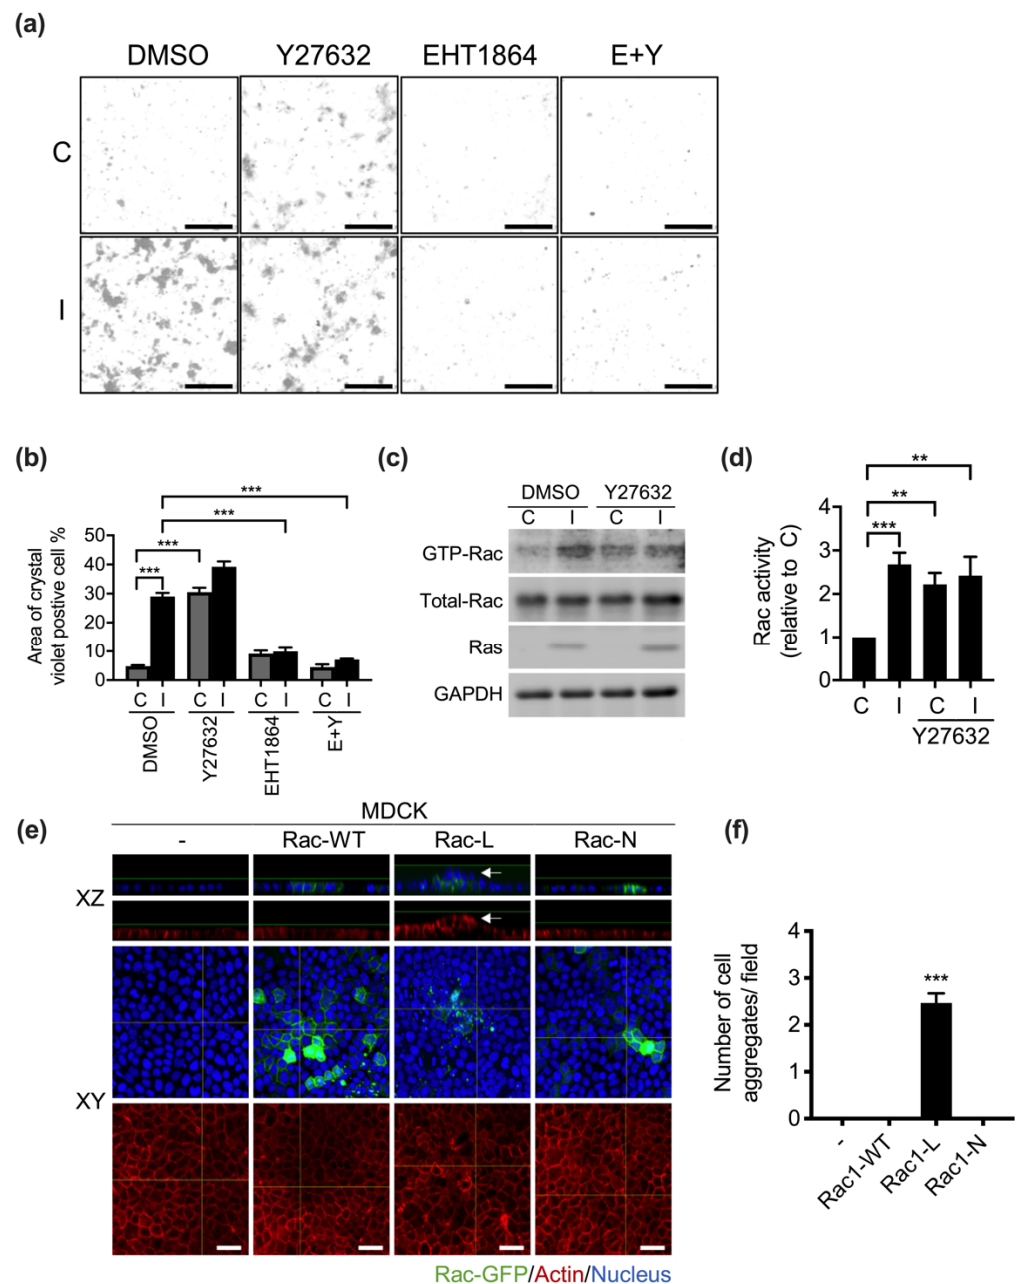 (a)
DMSO Y27632 EHT1864 E+Y
C
I
(b)
Area of crystal
violet postive cell %
50
40
30
20
10
0
***
***
***
***
C I C I C I C I
DMSO
Y27632
EHT1864
E+Y
(c)
DMSO Y27632
C I C I
GTP-Rac
Total-Rac
Ras
GAPDH
(d)
Rac activity
(relative to C)
4
3
2
1
0
**
**
***
C I C I
Y27632
(e)
MDCK
- Rac-WT Rac-L Rac-N
XZ
XY
Rac-GFP/Actin/Nucleus
(f)
Number of cell
aggregates/ field
4
3
2
1
0
***
-
Rac1-WT
Rac1-L
Rac1-N